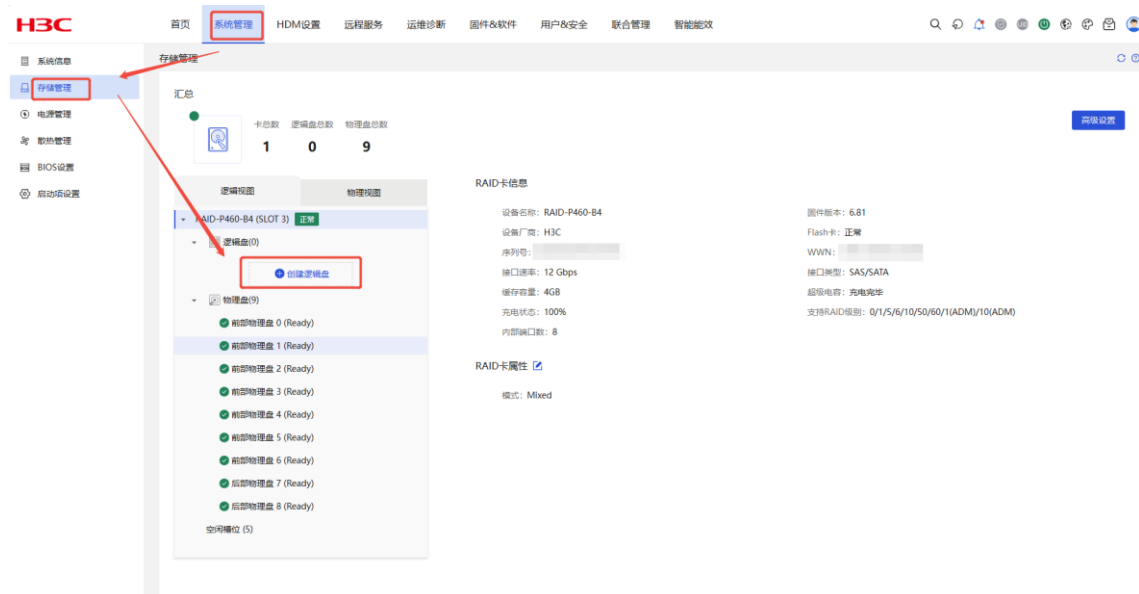 H3C
首页 系统管理 HDM设置 远程服务 运维诊断 固件&软件 用户&安全 联合管理 智能能效
系统信息
存储管理
电源管理
散热管理
BIOS设置
启动项设置
存储管理
汇总
卡总数 逻辑盘总数 物理盘总数
1 0 9
高级设置
逻辑视图 物理视图
RAID-P460-B4 (SLOT 3) 正常
逻辑盘(0)
创建逻辑盘
物理盘(9)
前部物理盘 0 (Ready)
前部物理盘 1 (Ready)
前部物理盘 2 (Ready)
前部物理盘 3 (Ready)
前部物理盘 4 (Ready)
前部物理盘 5 (Ready)
前部物理盘 6 (Ready)
后部物理盘 7 (Ready)
后部物理盘 8 (Ready)
空闲槽位 (5)
RAID卡信息
设备名称: RAID-P460-B4 固件版本: 6.81
设备厂商: H3C Flash卡: 正常
序列号: WWN:
接口速率: 12 Gbps 接口类型: SAS/SATA
缓存容量: 4GB 超级电容: 充电完毕
充电状态: 100% 支持RAID级别: 0/1/5/6/10/50/60/1(ADM)/10(ADM)
内部端口数: 8
RAID卡属性
模式: Mixed